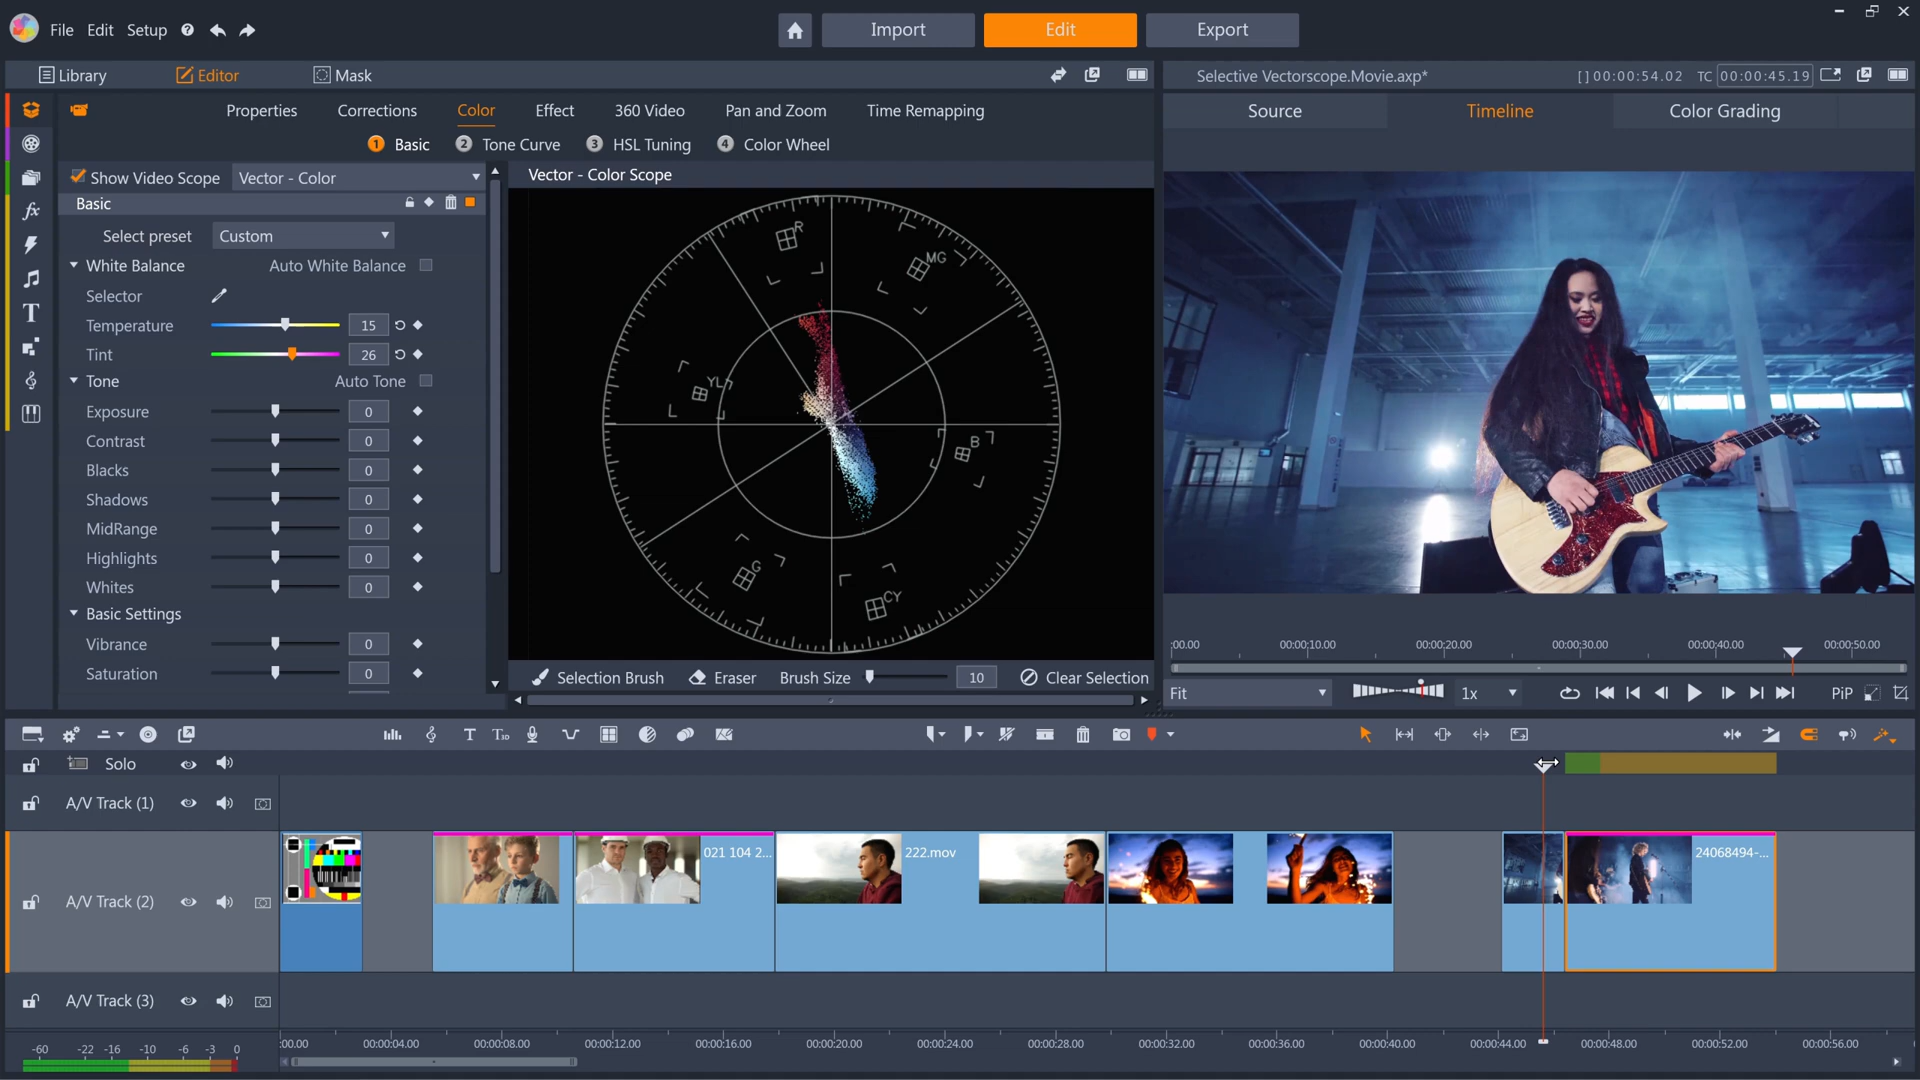 File Edit Setup
Import Edit Export
Library Editor Mask
Selective Vectorscope.Movie.axp* [ ] 00:00:54.02 TC 00:00:45.19
Properties Corrections Color Effect 360 Video Pan and Zoom Time Remapping
Source Timeline Color Grading
1 Basic 2 Tone Curve 3 HSL Tuning 4 Color Wheel
Show Video Scope Vector - Color
Vector - Color Scope
Basic
Select preset Custom
White Balance Auto White Balance
Selector
Temperature 15
Tint 26
Tone Auto Tone
Exposure 0
Contrast 0
Blacks 0
Shadows 0
MidRange 0
Highlights 0
Whites 0
Basic Settings
Vibrance 0
Saturation 0
R
MG
YL
B
G
CY
Selection Brush Eraser Brush Size 10 Clear Selection
:00.00 00:00:10.00 00:00:20.00 00:00:30.00 00:00:40.00 00:00:50.00
Fit 1x PiP
Solo
A/V Track (1)
A/V Track (2)
021 104 2... 222.mov 24068494-...
A/V Track (3)
-60 -22 -16 -10 -6 -3 0
:00.00 00:00:04.00 00:00:08.00 00:00:12.00 00:00:16.00 00:00:20.00 00:00:24.00 00:00:28.00 00:00:32.00 00:00:36.00 00:00:40.00 00:00:44.00 00:00:48.00 00:00:52.00 00:00:56.00